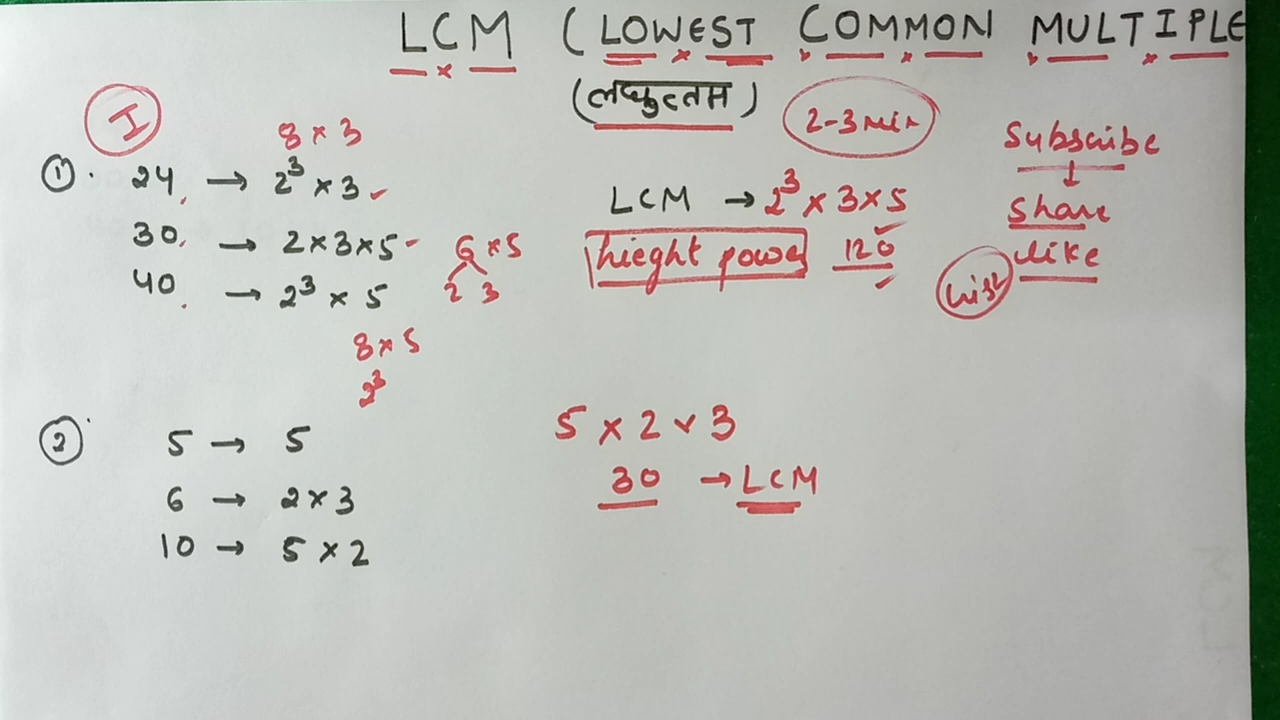 LCM (LOWEST COMMON MULTIPLE
(लघुत्तम)
2-3 min
I
8 × 3
① . 24, → 2³ × 3 ✓
30, → 2×3×5
6 × 5
2 3
40, → 2³ × 5
8 × 5
2³
LCM → 2³ × 3 × 5
hieght power 120
Subscribe
↓
Share
like
② 5 → 5
6 → 2 × 3
10 → 5 × 2
5 × 2 × 3
30 → LCM